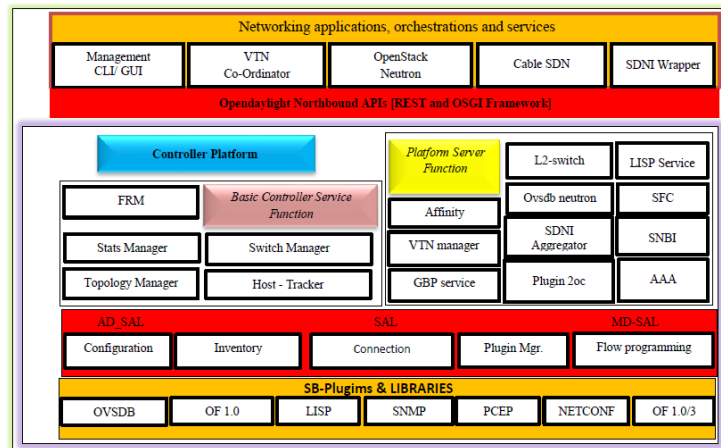 Networking applications, orchestrations and services
Management CLI/ GUI
VTN Co-Ordinator
OpenStack Neutron
Cable SDN
SDNI Wrapper
Opendaylight Northbound APIs [REST and OSGI Framework]
Controller Platform
FRM
Basic Controller Service Function
Stats Manager
Switch Manager
Topology Manager
Host - Tracker
Platform Server Function
L2-switch
LISP Service
Affinity
Ovsdb neutron
SFC
VTN manager
SDNI Aggregator
SNBI
GBP service
Plugin 2oc
AAA
AD_SAL
SAL
MD-SAL
Configuration
Inventory
Connection
Plugin Mgr.
Flow programming
SB-Plugims & LIBRARIES
OVSDB
OF 1.0
LISP
SNMP
PCEP
NETCONF
OF 1.0/3